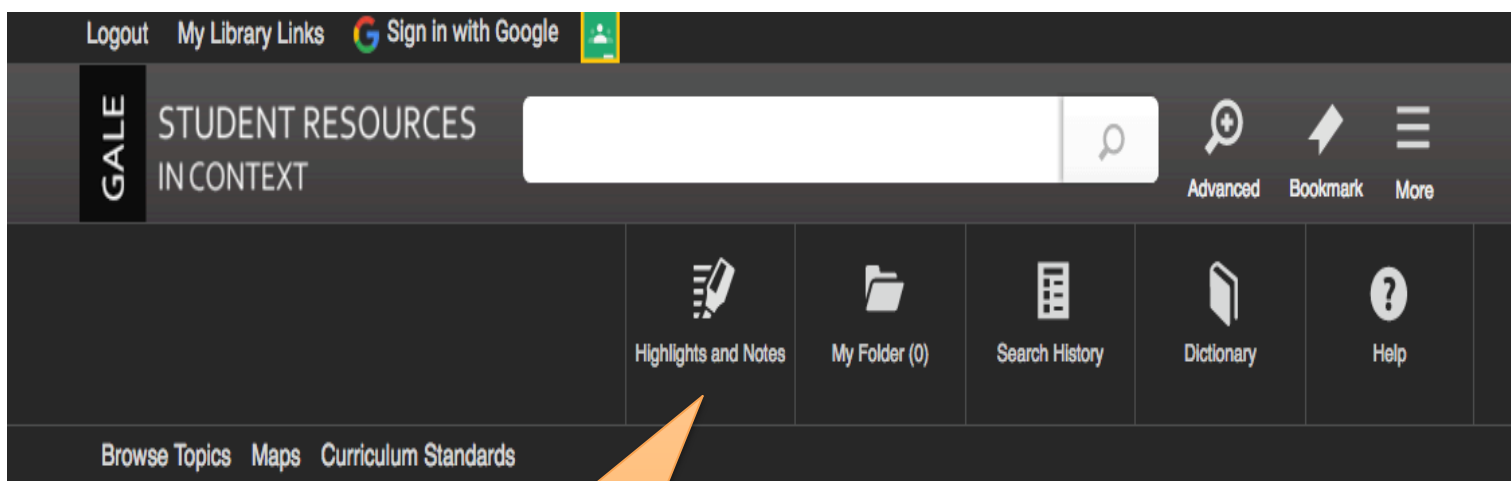 Logout My Library Links Sign in with Google
GALE
STUDENT RESOURCES
IN CONTEXT
Advanced Bookmark More
Highlights and Notes My Folder (0) Search History Dictionary Help
Browse Topics Maps Curriculum Standards